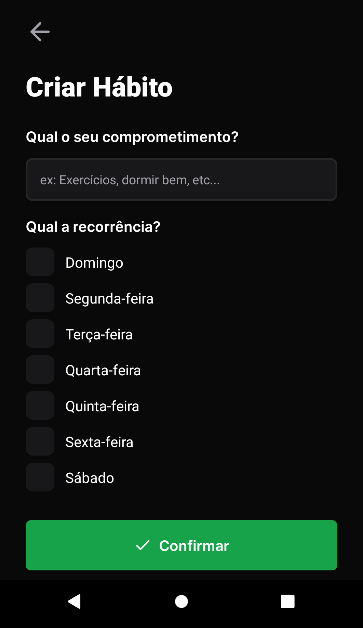 Criar Hábito
Qual o seu comprometimento?
ex: Exercícios, dormir bem, etc...
Qual a recorrência?
Domingo
Segunda-feira
Terça-feira
Quarta-feira
Quinta-feira
Sexta-feira
Sábado
Confirmar